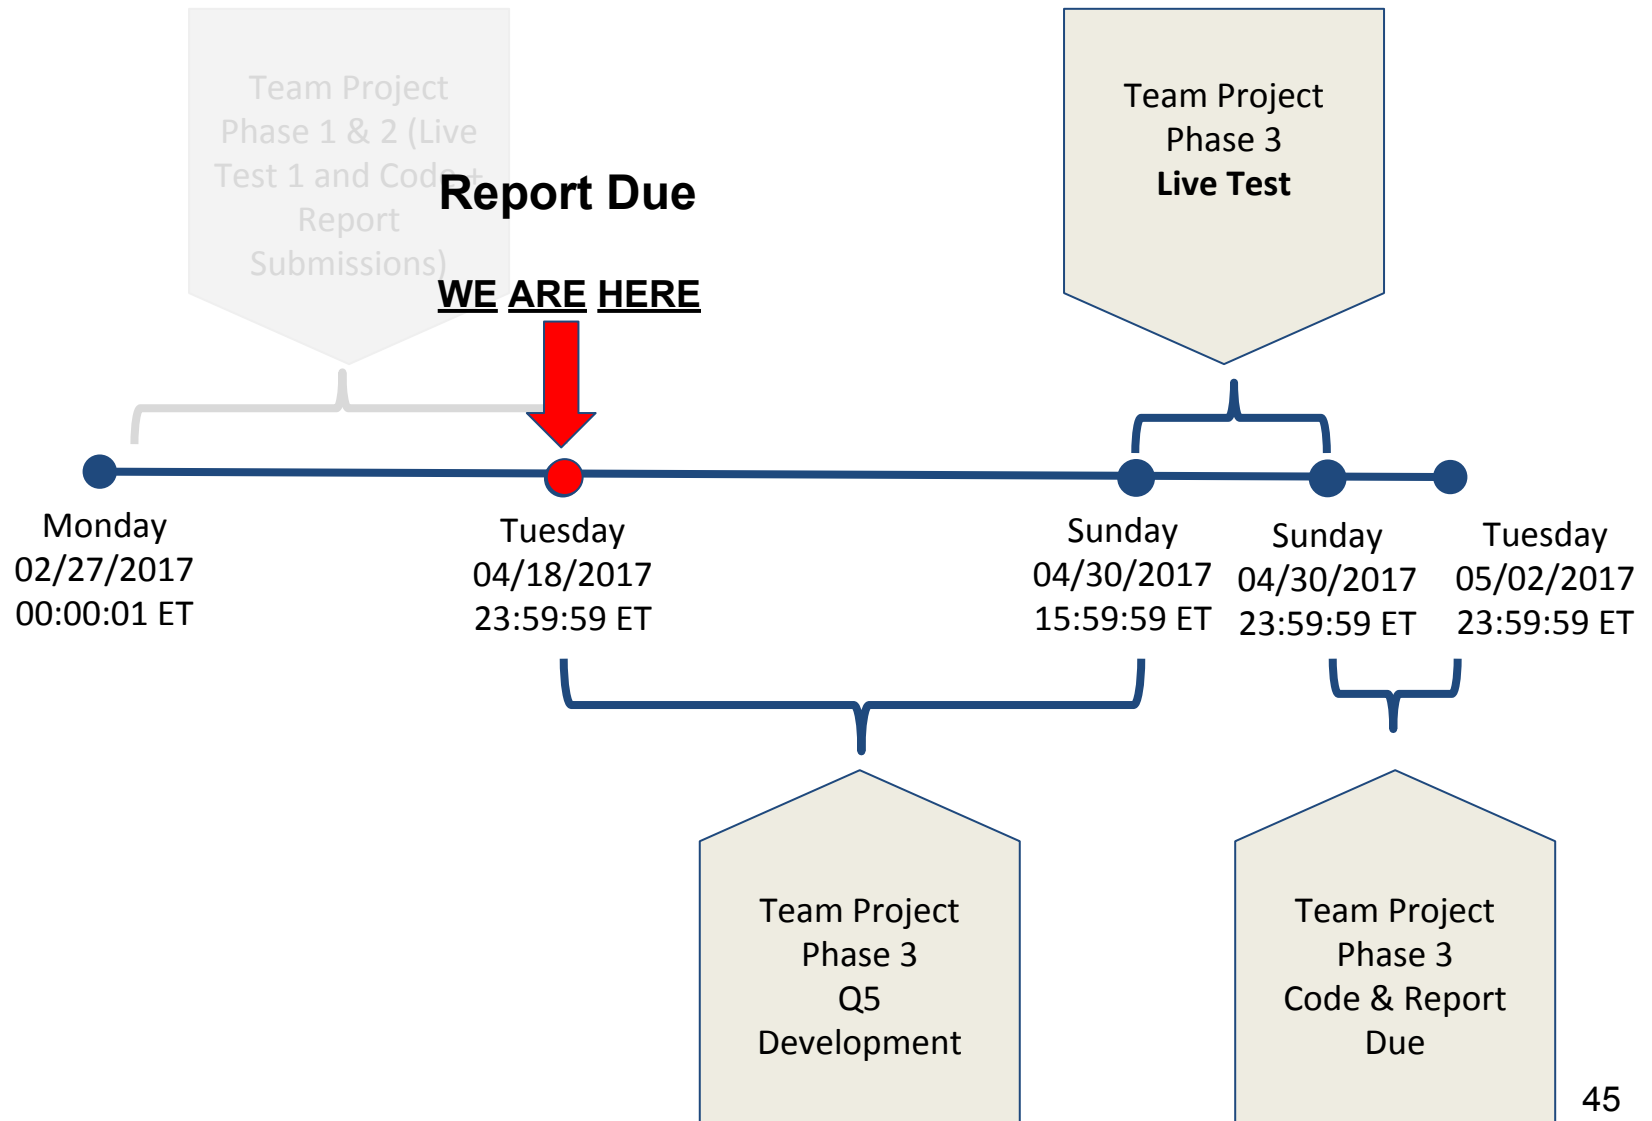 Team Project
Phase 1 & 2 (Live
Test 1 and Code +
Report
Submissions)
Report Due
WE ARE HERE
Team Project
Phase 3
Live Test
Monday
02/27/2017
00:00:01 ET
Tuesday
04/18/2017
23:59:59 ET
Sunday
04/30/2017
15:59:59 ET
Sunday
04/30/2017
23:59:59 ET
Tuesday
05/02/2017
23:59:59 ET
Team Project
Phase 3
Q5
Development
Team Project
Phase 3
Code & Report
Due
45